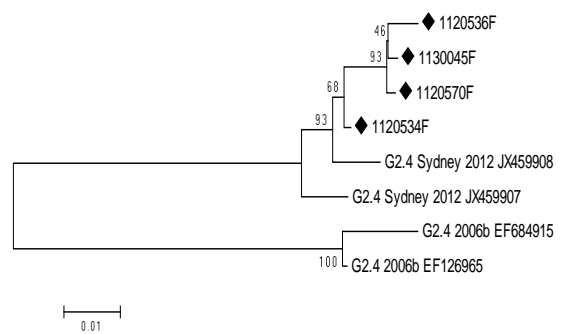 1120536F
46
1130045F
93
1120570F
68
1120534F
93
G2.4 Sydney 2012 JX459908
G2.4 Sydney 2012 JX459907
G2.4 2006b EF684915
100
G2.4 2006b EF126965
0.01